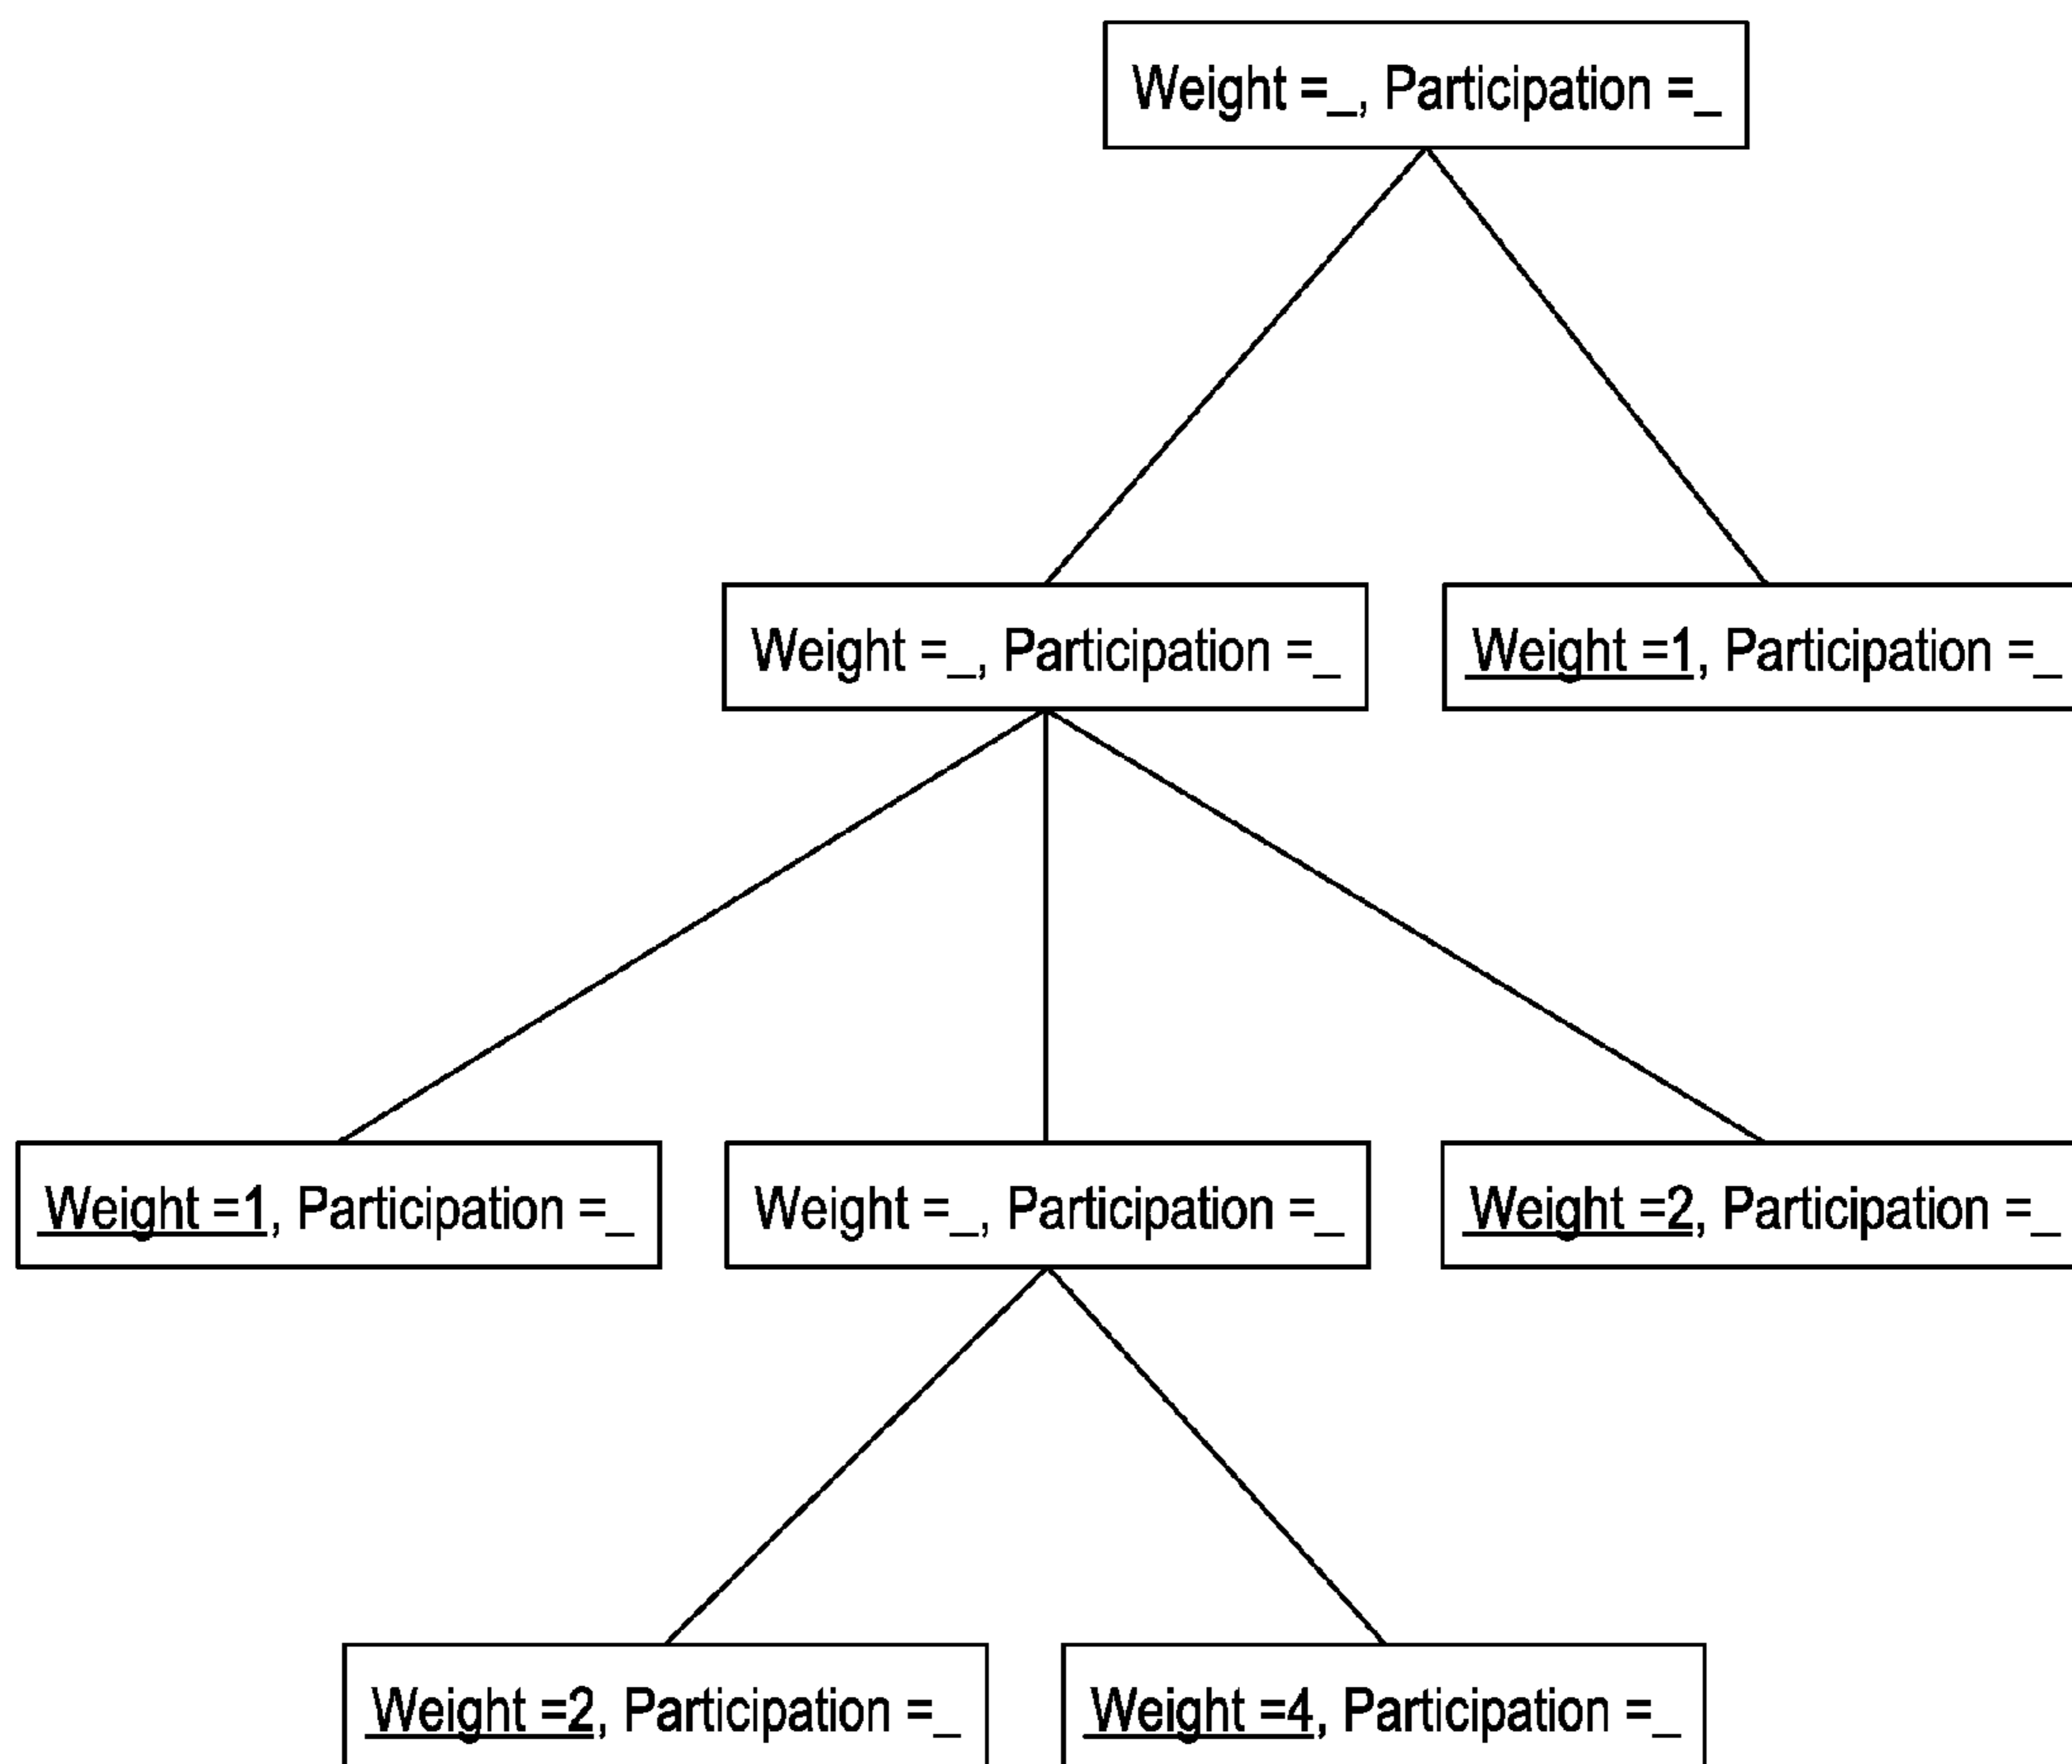 Weight =_, Participation =_
Weight =_, Participation =_
Weight =1, Participation =_
Weight =1, Participation =_
Weight =_, Participation =_
Weight =2, Participation =_
Weight =2, Participation =_
Weight =4, Participation =_